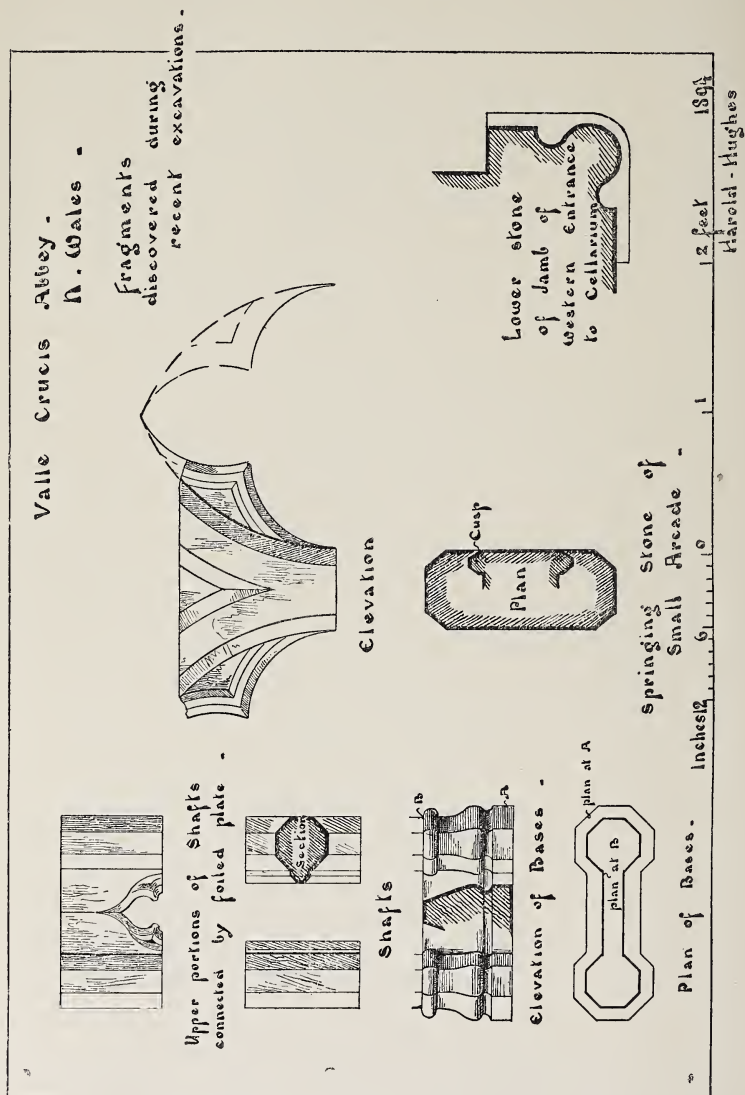 Valle Crucis Abbey -
N. Wales -
fragments
discovered during
recent excavations -
Upper portions of Shafts
connected by foiled plate -
Section
Shafts
B
A
Elevation of Bases -
plan at A
plan at B
Plan of Bases -
Elevation
Cusp
Plan
Springing Stone of
Small Arcade -
Lower stone
of Jamb of
Western Entrance
to Cellarium
Inches 12 6 0 1 2 feet 1894
Harold - Hughes